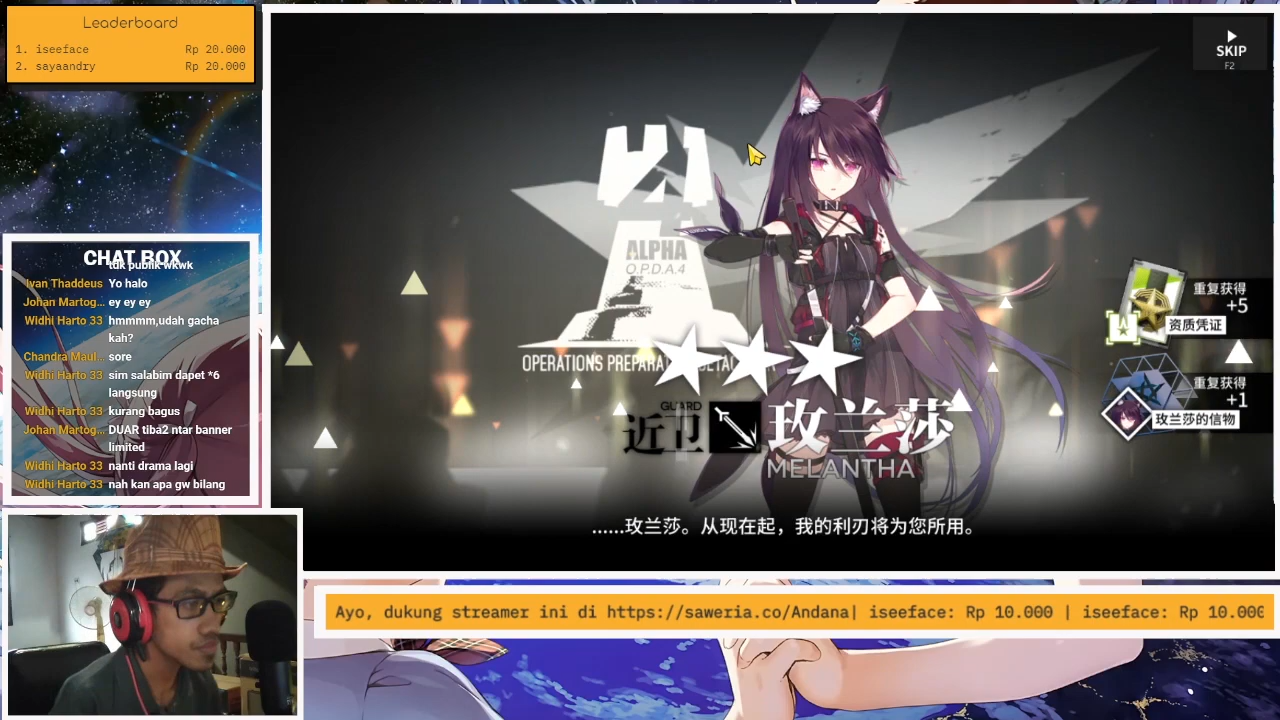 Leaderboard
1. iseeface Rp 20.000
2. sayaandry Rp 20.000
CHAT BOX
tdk publik wkwk
Ivan Thaddeus Yo halo
Johan Martog... ey ey ey
Widhi Harto 33 hmmmm,udah gacha
kah?
Chandra Maul... sore
Widhi Harto 33 sim salabim dapet *6
langsung
Widhi Harto 33 kurang bagus
Johan Martog... DUAR tiba2 ntar banner
limited
Widhi Harto 33 nanti drama lagi
Widhi Harto 33 nah kan apa gw bilang
SKIP
F2
ALPHA
O.P.D.A.4
重复获得
+5
资质凭证
重复获得
+1
玫兰莎的信物
GUARD
近卫 玫兰莎
MELANTHA
......玫兰莎。从现在起，我的利刃将为您所用。
Ayo, dukung streamer ini di https://saweria.co/Andana| iseeface: Rp 10.000 | iseeface: Rp 10.000